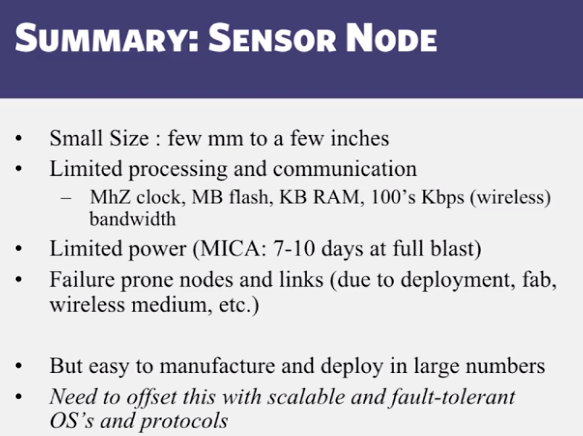 SUMMARY: SENSOR NODE
• Small Size : few mm to a few inches
• Limited processing and communication
– MhZ clock, MB flash, KB RAM, 100's Kbps (wireless)
bandwidth
• Limited power (MICA: 7-10 days at full blast)
• Failure prone nodes and links (due to deployment, fab,
wireless medium, etc.)
• But easy to manufacture and deploy in large numbers
• Need to offset this with scalable and fault-tolerant
OS's and protocols